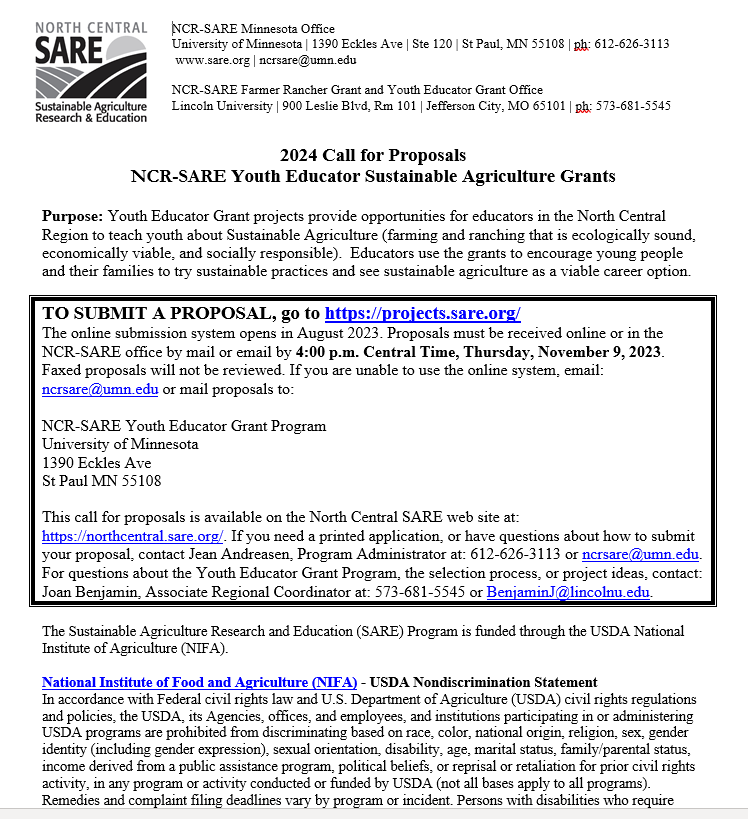 NORTH CENTRAL
SARE
Sustainable Agriculture
Research & Education
NCR-SARE Minnesota Office
University of Minnesota | 1390 Eckles Ave | Ste 120 | St Paul, MN 55108 | ph: 612-626-3113
www.sare.org | ncrsare@umn.edu
NCR-SARE Farmer Rancher Grant and Youth Educator Grant Office
Lincoln University | 900 Leslie Blvd, Rm 101 | Jefferson City, MO 65101 | ph: 573-681-5545
2024 Call for Proposals
NCR-SARE Youth Educator Sustainable Agriculture Grants
Purpose: Youth Educator Grant projects provide opportunities for educators in the North Central
Region to teach youth about Sustainable Agriculture (farming and ranching that is ecologically sound,
economically viable, and socially responsible).  Educators use the grants to encourage young people
and their families to try sustainable practices and see sustainable agriculture as a viable career option.
TO SUBMIT A PROPOSAL, go to https://projects.sare.org/
The online submission system opens in August 2023. Proposals must be received online or in the
NCR-SARE office by mail or email by 4:00 p.m. Central Time, Thursday, November 9, 2023.
Faxed proposals will not be reviewed. If you are unable to use the online system, email:
ncrsare@umn.edu or mail proposals to:
NCR-SARE Youth Educator Grant Program
University of Minnesota
1390 Eckles Ave
St Paul MN 55108
This call for proposals is available on the North Central SARE web site at:
https://northcentral.sare.org/. If you need a printed application, or have questions about how to submit
your proposal, contact Jean Andreasen, Program Administrator at: 612-626-3113 or ncrsare@umn.edu.
For questions about the Youth Educator Grant Program, the selection process, or project ideas, contact:
Joan Benjamin, Associate Regional Coordinator at: 573-681-5545 or BenjaminJ@lincolnu.edu.
The Sustainable Agriculture Research and Education (SARE) Program is funded through the USDA National
Institute of Agriculture (NIFA).
National Institute of Food and Agriculture (NIFA) - USDA Nondiscrimination Statement
In accordance with Federal civil rights law and U.S. Department of Agriculture (USDA) civil rights regulations
and policies, the USDA, its Agencies, offices, and employees, and institutions participating in or administering
USDA programs are prohibited from discriminating based on race, color, national origin, religion, sex, gender
identity (including gender expression), sexual orientation, disability, age, marital status, family/parental status,
income derived from a public assistance program, political beliefs, or reprisal or retaliation for prior civil rights
activity, in any program or activity conducted or funded by USDA (not all bases apply to all programs).
Remedies and complaint filing deadlines vary by program or incident. Persons with disabilities who require